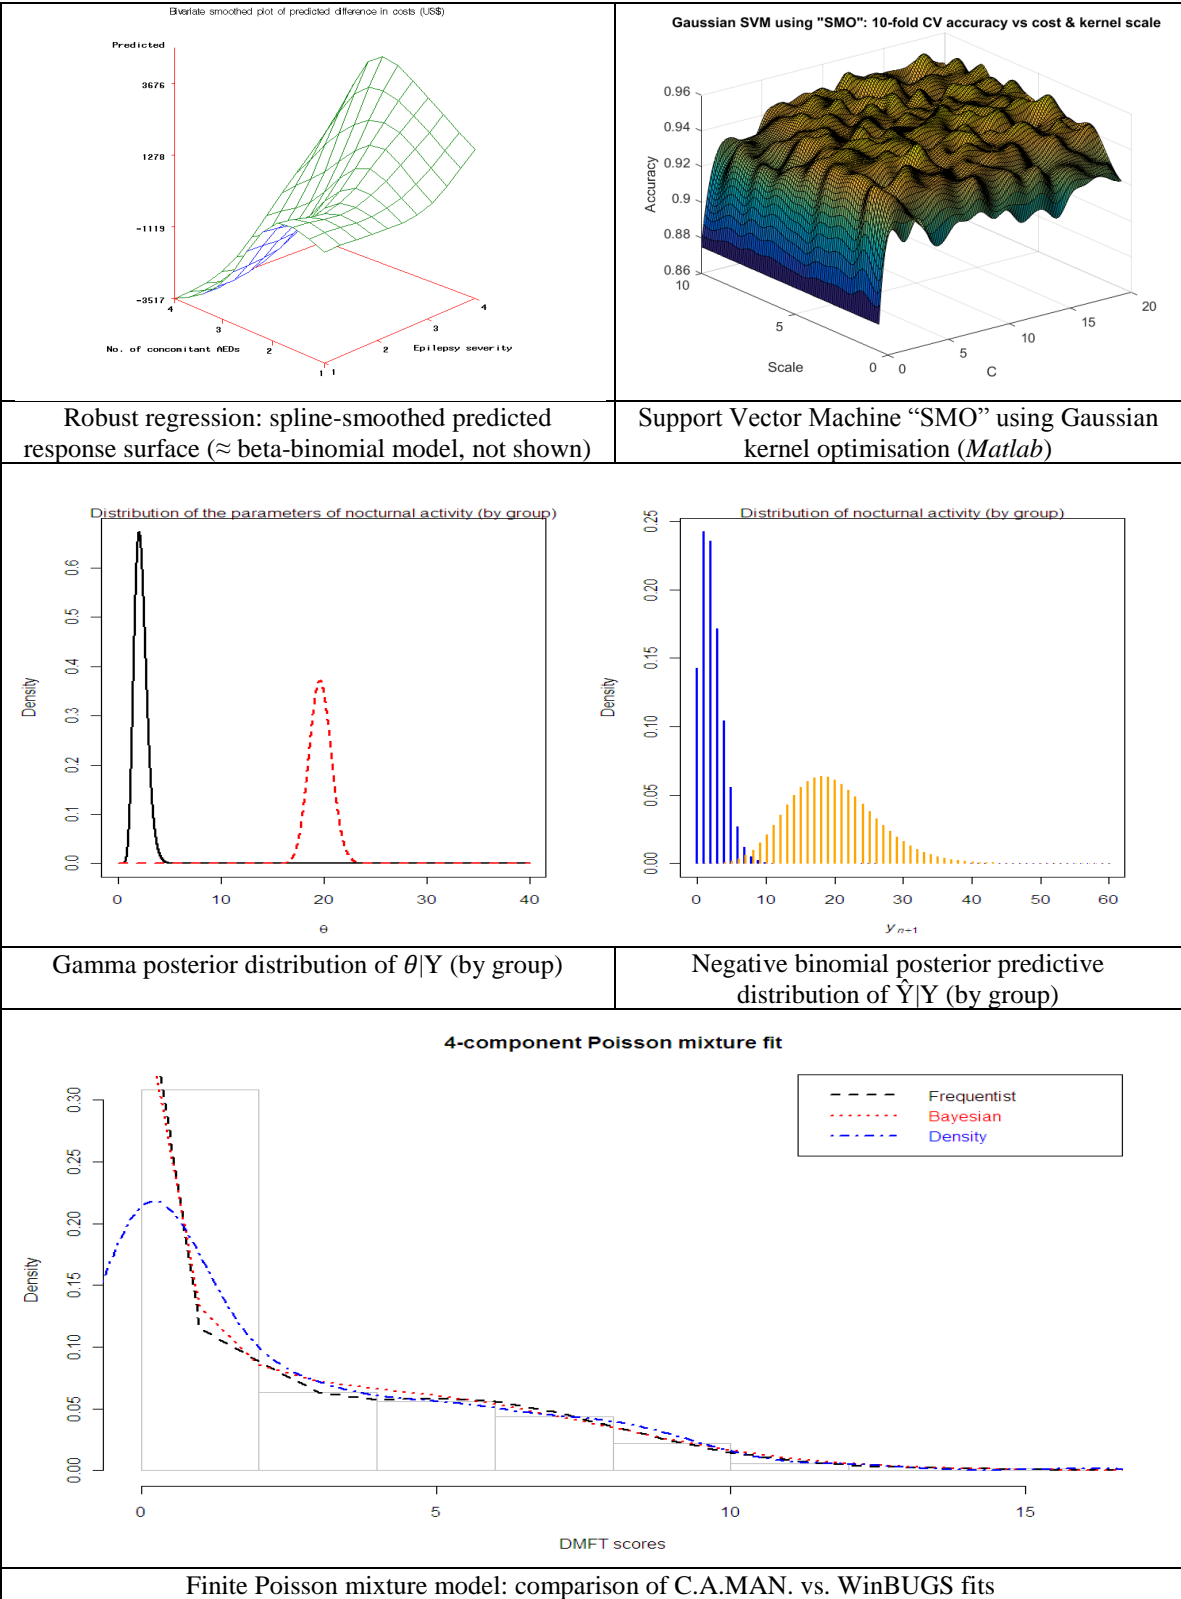 Bivariate smoothed plot of predicted difference in costs (US$)
Predicted
3676
1278
-1119
-3517
4
3
2
1
No. of concomitant AEDs
1
2
3
4
Epilepsy severity
Gaussian SVM using "SMO": 10-fold CV accuracy vs cost & kernel scale
0.96
0.94
0.92
0.9
0.88
0.86
Accuracy
10
5
0
Scale
0
5
10
15
20
C
Robust regression: spline-smoothed predicted
response surface (≈ beta-binomial model, not shown)
Support Vector Machine “SMO” using Gaussian
kernel optimisation (Matlab)
Distribution of the parameters of nocturnal activity (by group)
Density
0.0 0.1 0.2 0.3 0.4 0.5 0.6
0 10 20 30 40
θ
Distribution of nocturnal activity (by group)
Density
0.00 0.05 0.10 0.15 0.20 0.25
0 10 20 30 40 50 60
y n+1
Gamma posterior distribution of θ|Y (by group)
Negative binomial posterior predictive
distribution of Ŷ|Y (by group)
4-component Poisson mixture fit
Frequentist
Bayesian
Density
Density
0.00 0.05 0.10 0.15 0.20 0.25 0.30
0 5 10 15
DMFT scores
Finite Poisson mixture model: comparison of C.A.MAN. vs. WinBUGS fits